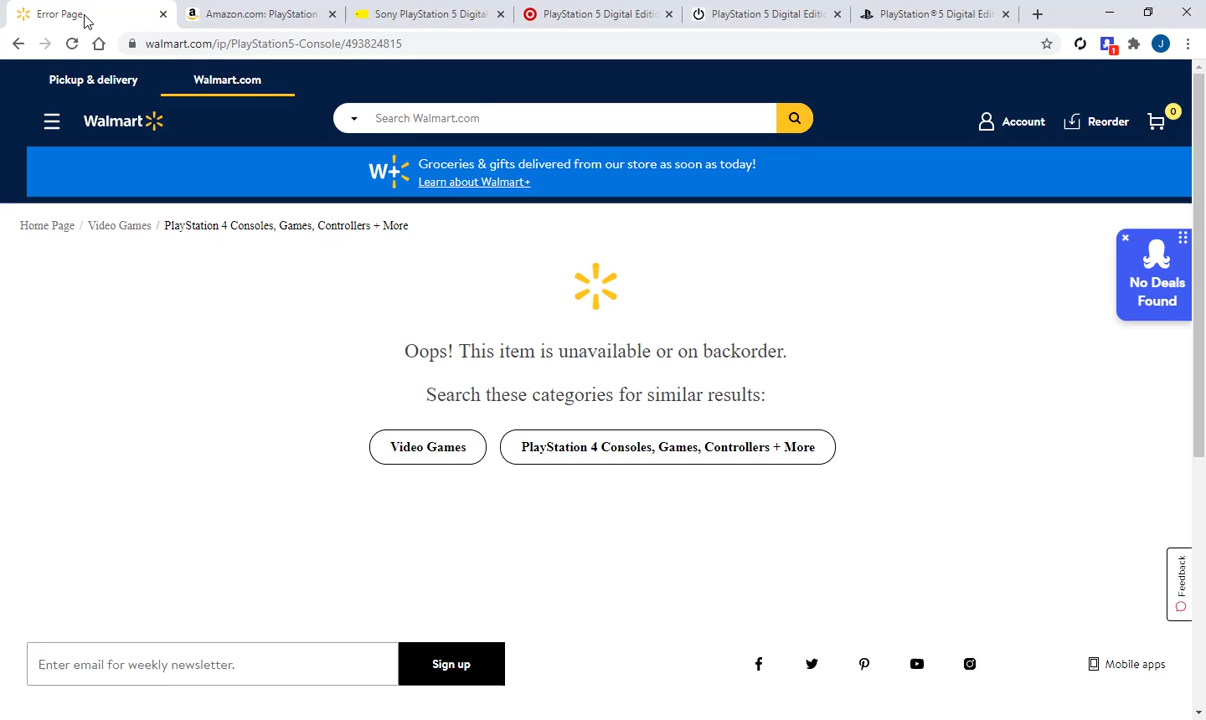 Error Page
Amazon.com: PlayStation
Sony PlayStation 5 Digital
PlayStation 5 Digital Editi
PlayStation 5 Digital Editi
PlayStation®5 Digital Edit
walmart.com/ip/PlayStation5-Console/493824815
1
J
Pickup & delivery
Walmart.com
Walmart
Search Walmart.com
Account
Reorder
0
W+
Groceries & gifts delivered from our store as soon as today!
Learn about Walmart+
Home Page / Video Games / PlayStation 4 Consoles, Games, Controllers + More
No Deals
Found
Oops! This item is unavailable or on backorder.
Search these categories for similar results:
Video Games
PlayStation 4 Consoles, Games, Controllers + More
Feedback
Enter email for weekly newsletter.
Sign up
Mobile apps